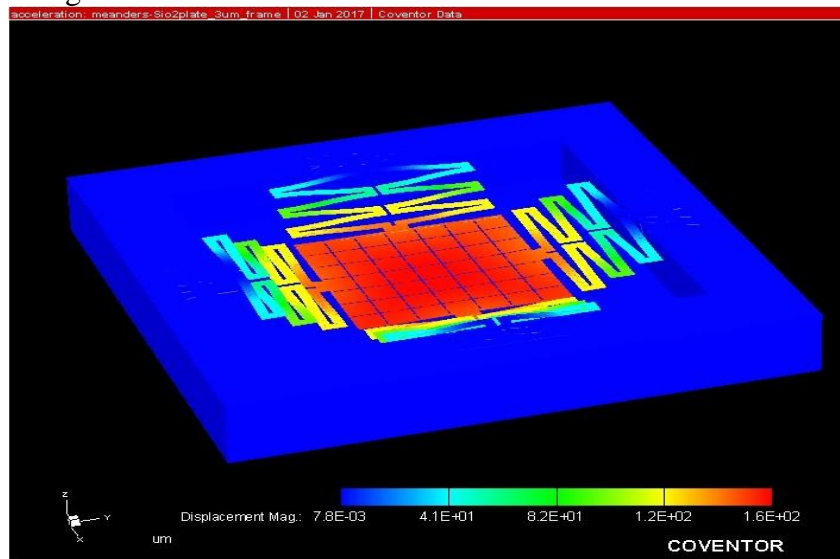 acceleration: meanders-Sio2plate_3um_frame | 02 Jan 2017 | Coventor Data
Z
Y
X
um
Displacement Mag.: 7.8E-03 4.1E+01 8.2E+01 1.2E+02 1.6E+02
COVENTOR